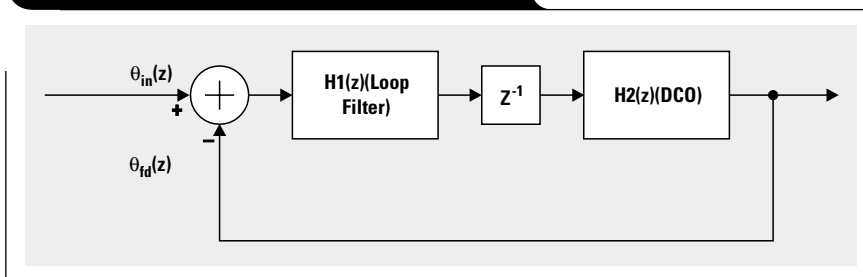 θin(z)
+
H1(z)(Loop
Filter)
Z-1
H2(z)(DCO)
−
θfd(z)